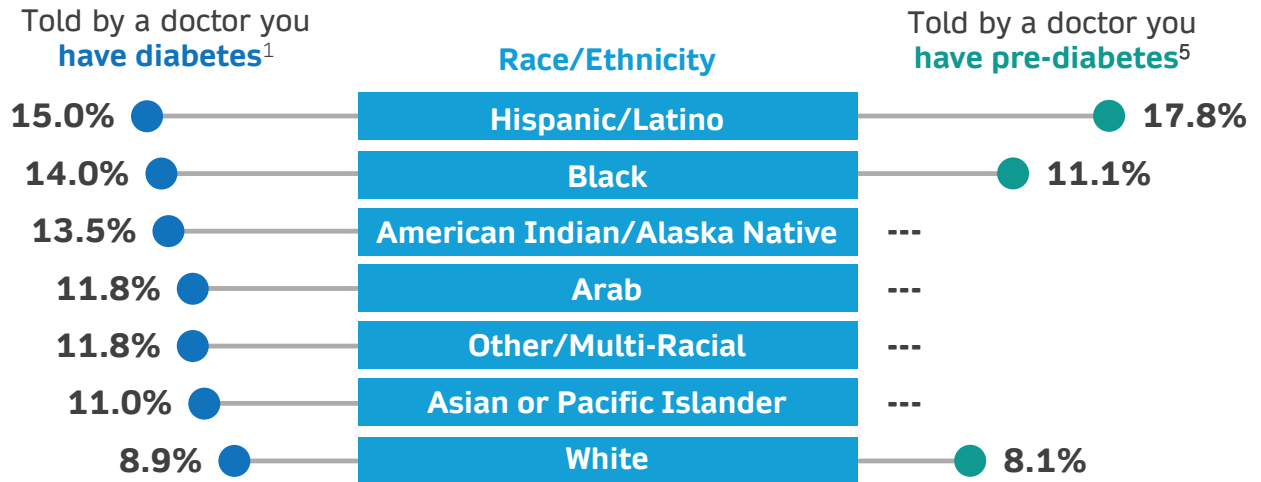 Told by a doctor you
have diabetes¹
Race/Ethnicity
Told by a doctor you
have pre-diabetes⁵
15.0% Hispanic/Latino 17.8%
14.0% Black 11.1%
13.5% American Indian/Alaska Native ---
11.8% Arab ---
11.8% Other/Multi-Racial ---
11.0% Asian or Pacific Islander ---
8.9% White 8.1%